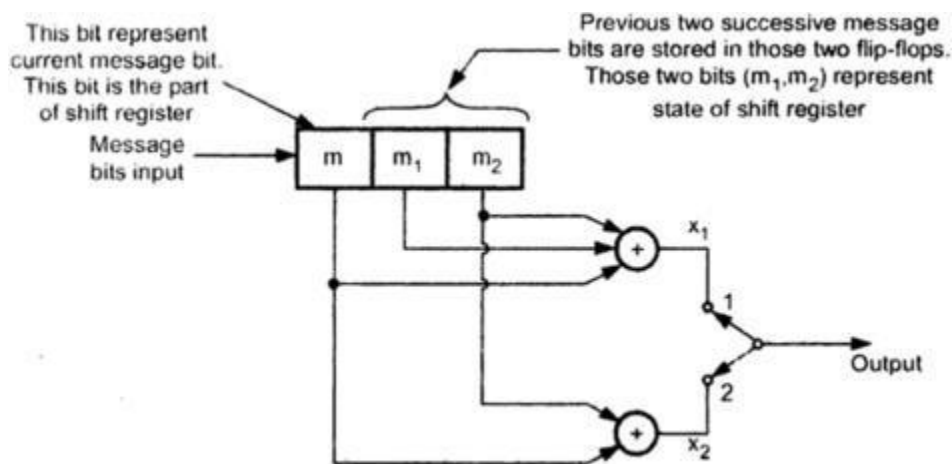 This bit represent
current message bit.
This bit is the part
of shift register
Message
bits input
Previous two successive message
bits are stored in those two flip-flops.
Those two bits (m₁,m₂) represent
state of shift register
m
m₁
m₂
+
x₁
1
Output
2
+
x₂